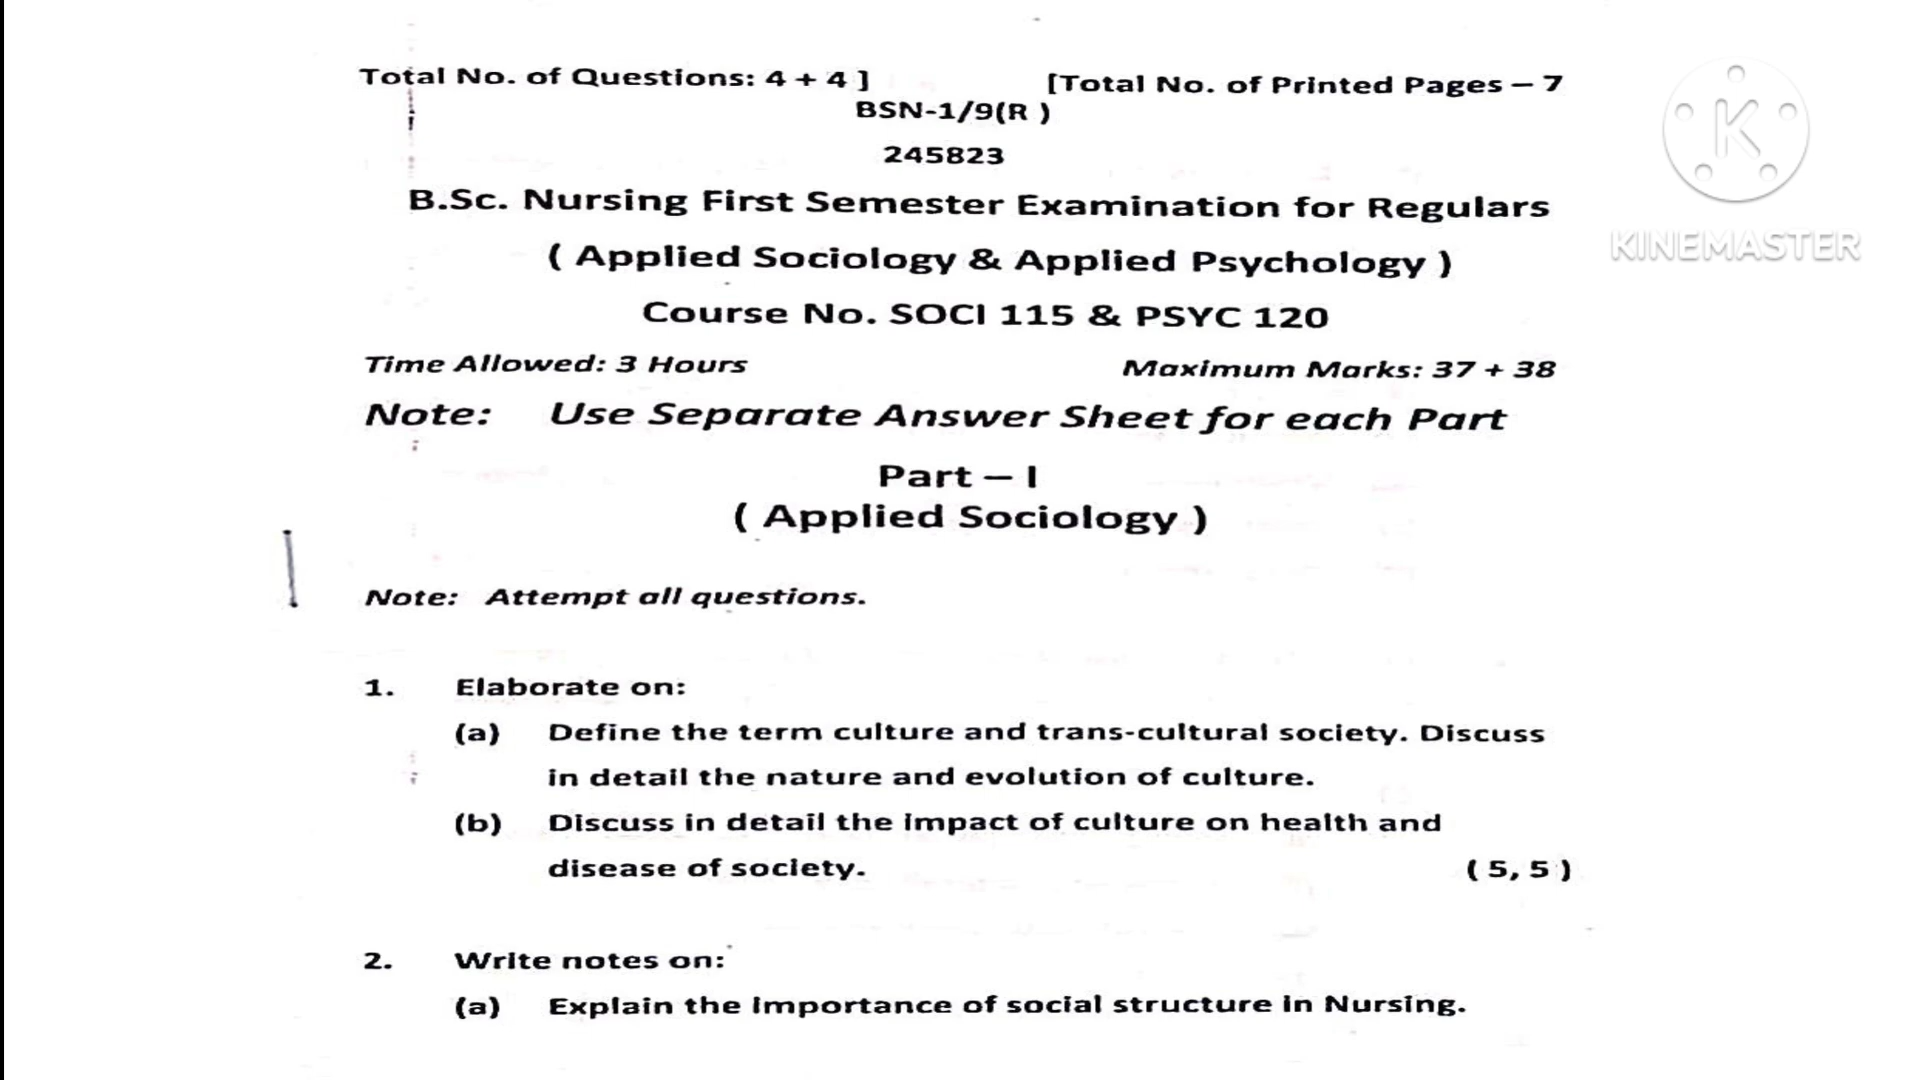 Total No. of Questions: 4 + 4 ] [Total No. of Printed Pages – 7
BSN-1/9(R )
245823
B.Sc. Nursing First Semester Examination for Regulars
( Applied Sociology & Applied Psychology )
Course No. SOCI 115 & PSYC 120
Time Allowed: 3 Hours Maximum Marks: 37 + 38
Note: Use Separate Answer Sheet for each Part
Part – I
( Applied Sociology )
Note: Attempt all questions.
1. Elaborate on:
(a) Define the term culture and trans-cultural society. Discuss
in detail the nature and evolution of culture.
(b) Discuss in detail the impact of culture on health and
disease of society. ( 5, 5 )
2. Write notes on:
(a) Explain the importance of social structure in Nursing.
K
KINEMASTER